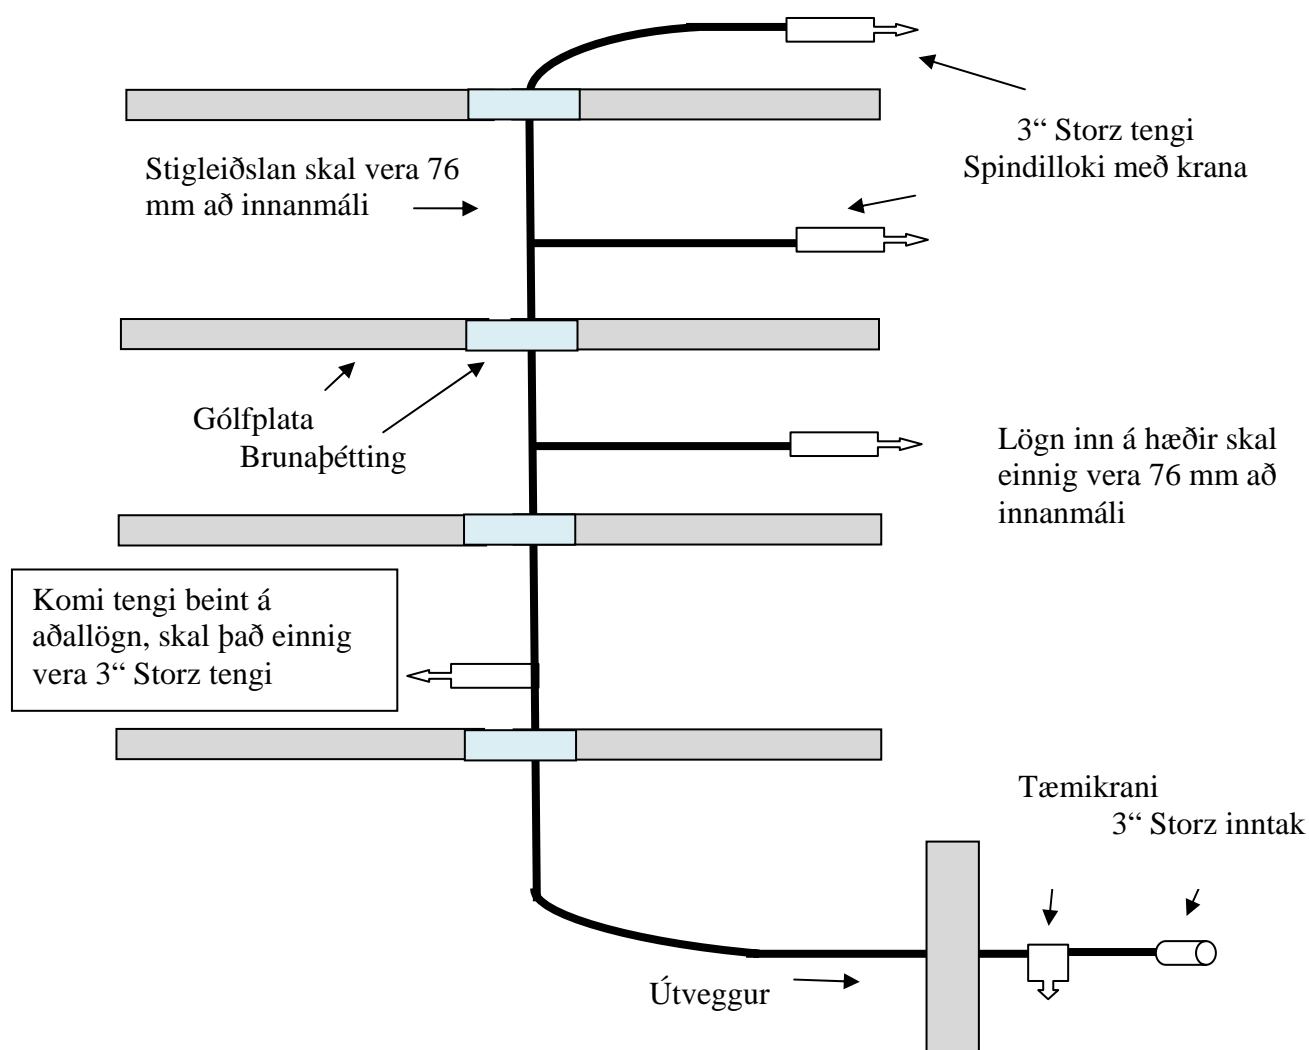 3“ Storz tengi
Spindilloki með krana
Stigleiðslan skal vera 76
mm að innanmáli
Gólfplata
Brunaþétting
Lögn inn á hæðir skal
einnig vera 76 mm að
innanmáli
Komi tengi beint á
aðallögn, skal það einnig
vera 3“ Storz tengi
Tæmikrani
3“ Storz inntak
Útveggur